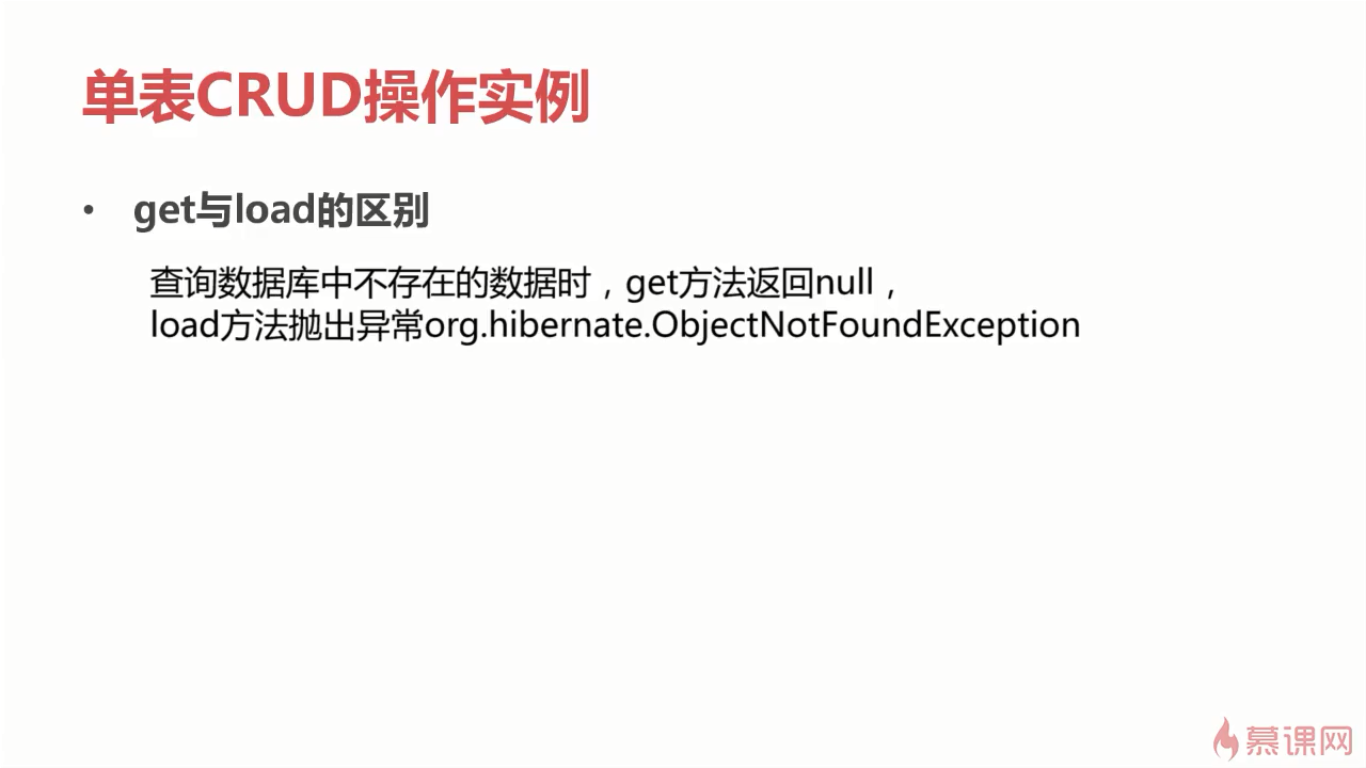 单表CRUD操作实例
• get与load的区别
查询数据库中不存在的数据时，get方法返回null，
load方法抛出异常org.hibernate.ObjectNotFoundException
慕课网